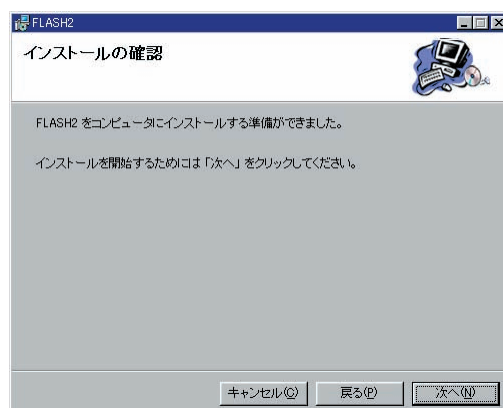 FLASH2
インストールの確認
FLASH2 をコンピュータにインストールする準備ができました。
インストールを開始するためには「次へ」をクリックしてください。
キャンセル(C)
戻る(P)
次へ(N)